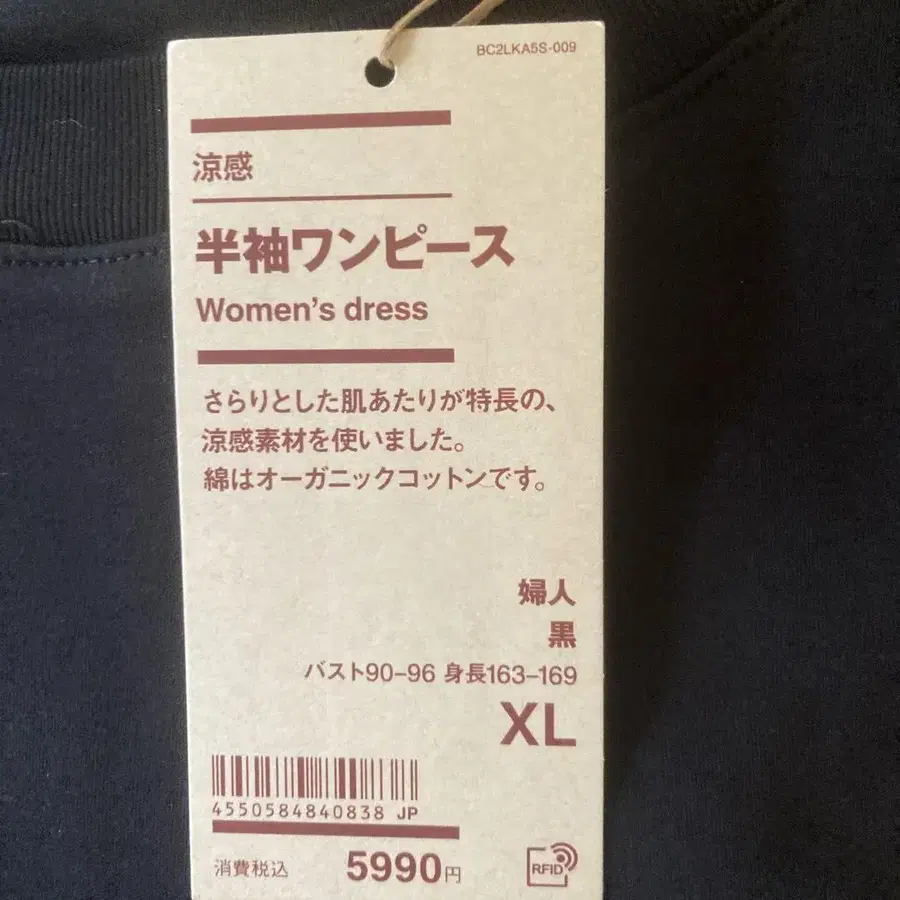 BC2LKA5S-009
涼感
半袖ワンピース
Women's dress
さらりとした肌あたりが特長の、
涼感素材を使いました。
綿はオーガニックコットンです。
婦人
黒
バスト90-96 身長163-169
XL
4550584840838 JP
消費税込 5990円
RFID